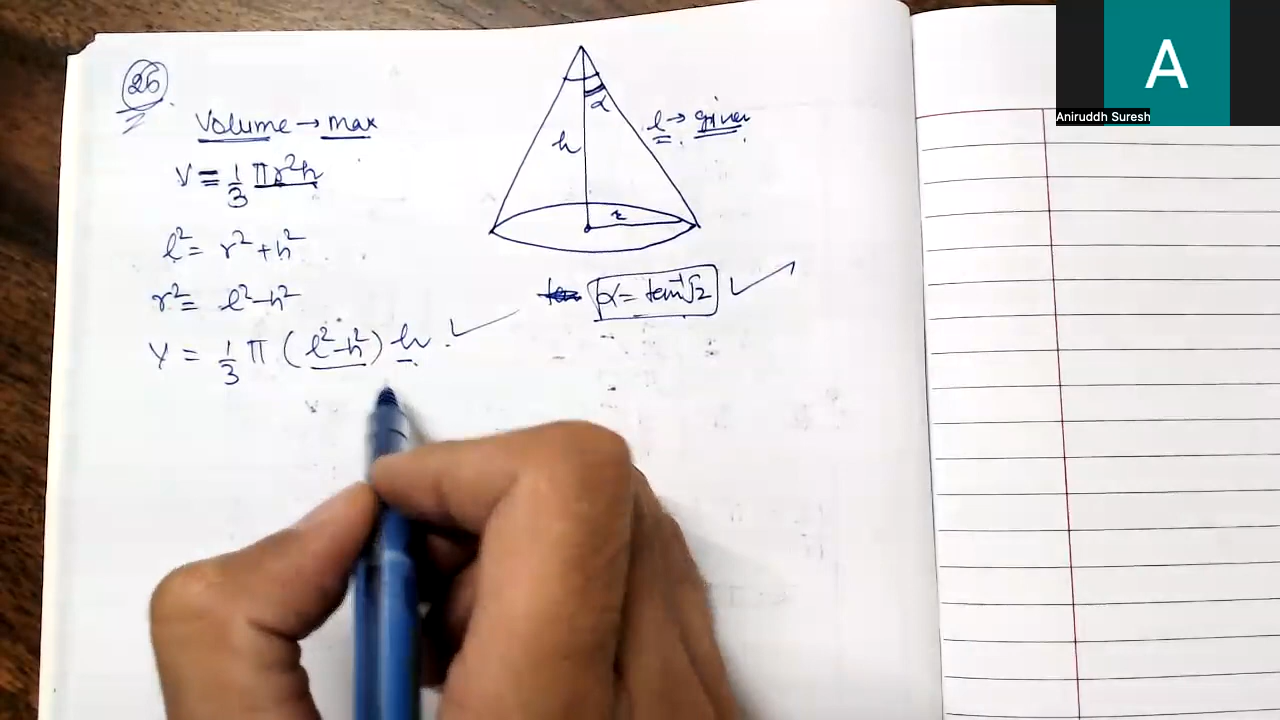 25
Volume → max
V = 1/3 πr²h
l² = r² + h²
r² = l² - h²
V = 1/3 π (l² - h²) h
α
h
l → given
r
α = tan⁻¹√2
A
Aniruddh Suresh